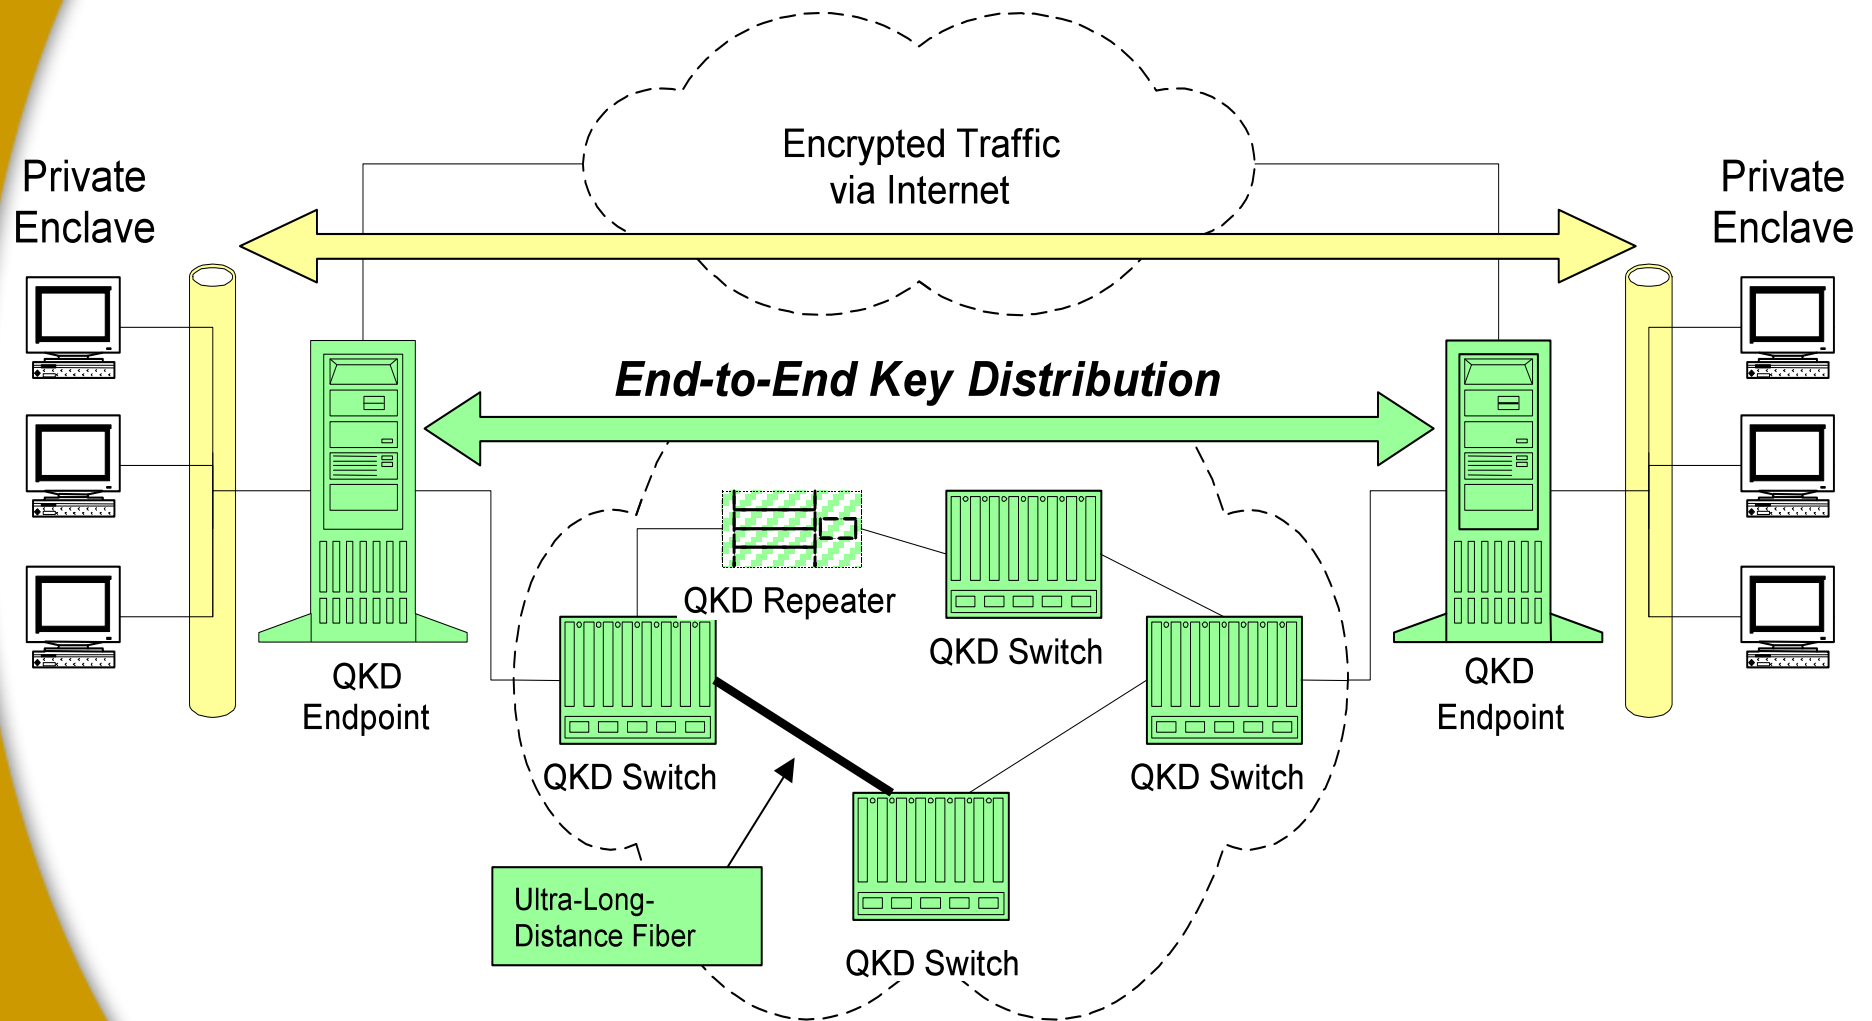 Encrypted Traffic
via Internet
Private
Enclave
Private
Enclave
End-to-End Key Distribution
QKD Repeater
QKD Switch
QKD
Endpoint
QKD
Endpoint
QKD Switch
QKD Switch
Ultra-Long-
Distance Fiber
QKD Switch